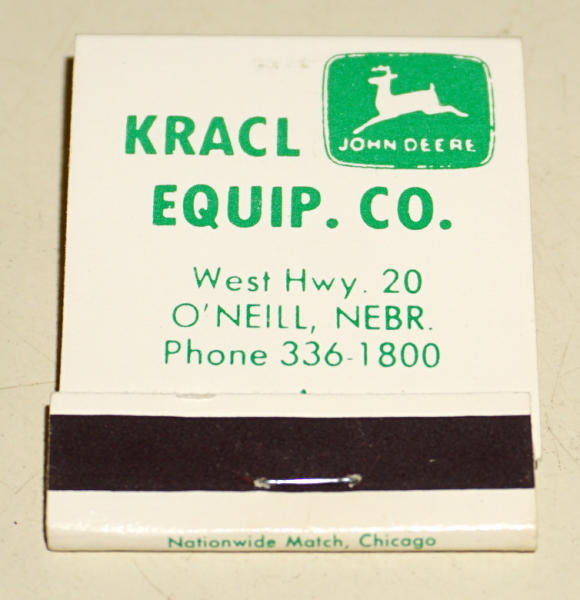 KRACL
JOHN DEERE
EQUIP. CO.
West Hwy. 20
O'NEILL, NEBR.
Phone 336-1800
Nationwide Match, Chicago